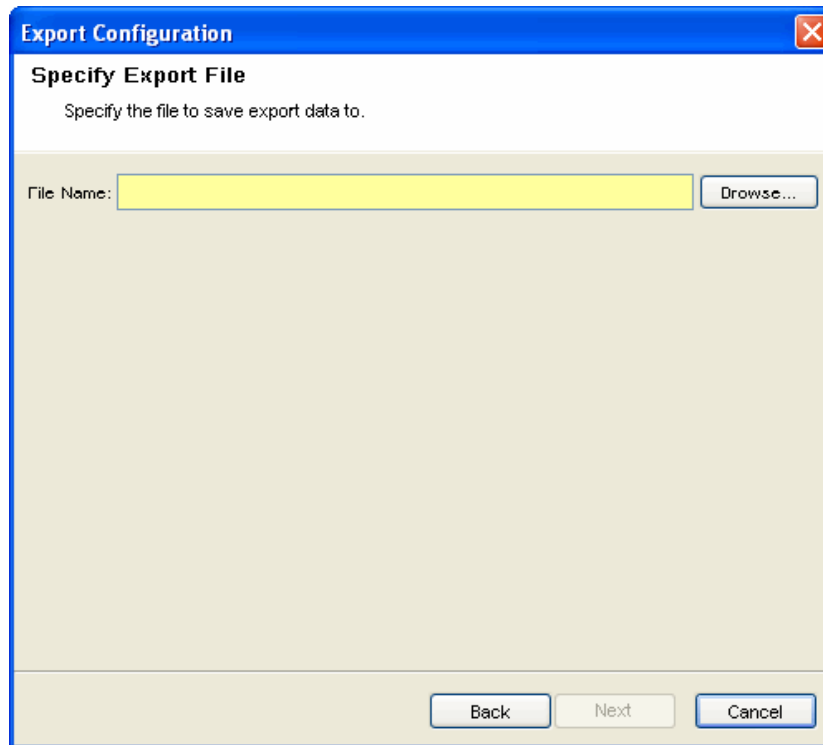 Export Configuration
Specify Export File
Specify the file to save export data to.
File Name:
Browse...
Back
Next
Cancel